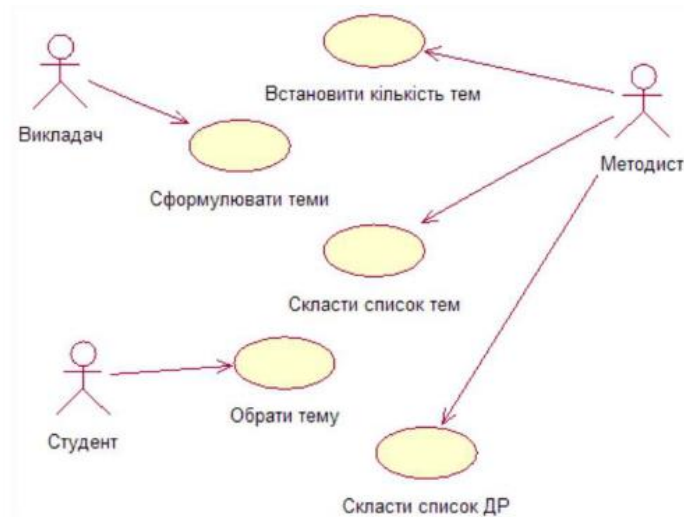 Встановити кількість тем
Викладач
Методист
Сформулювати теми
Скласти список тем
Обрати тему
Студент
Скласти список ДР